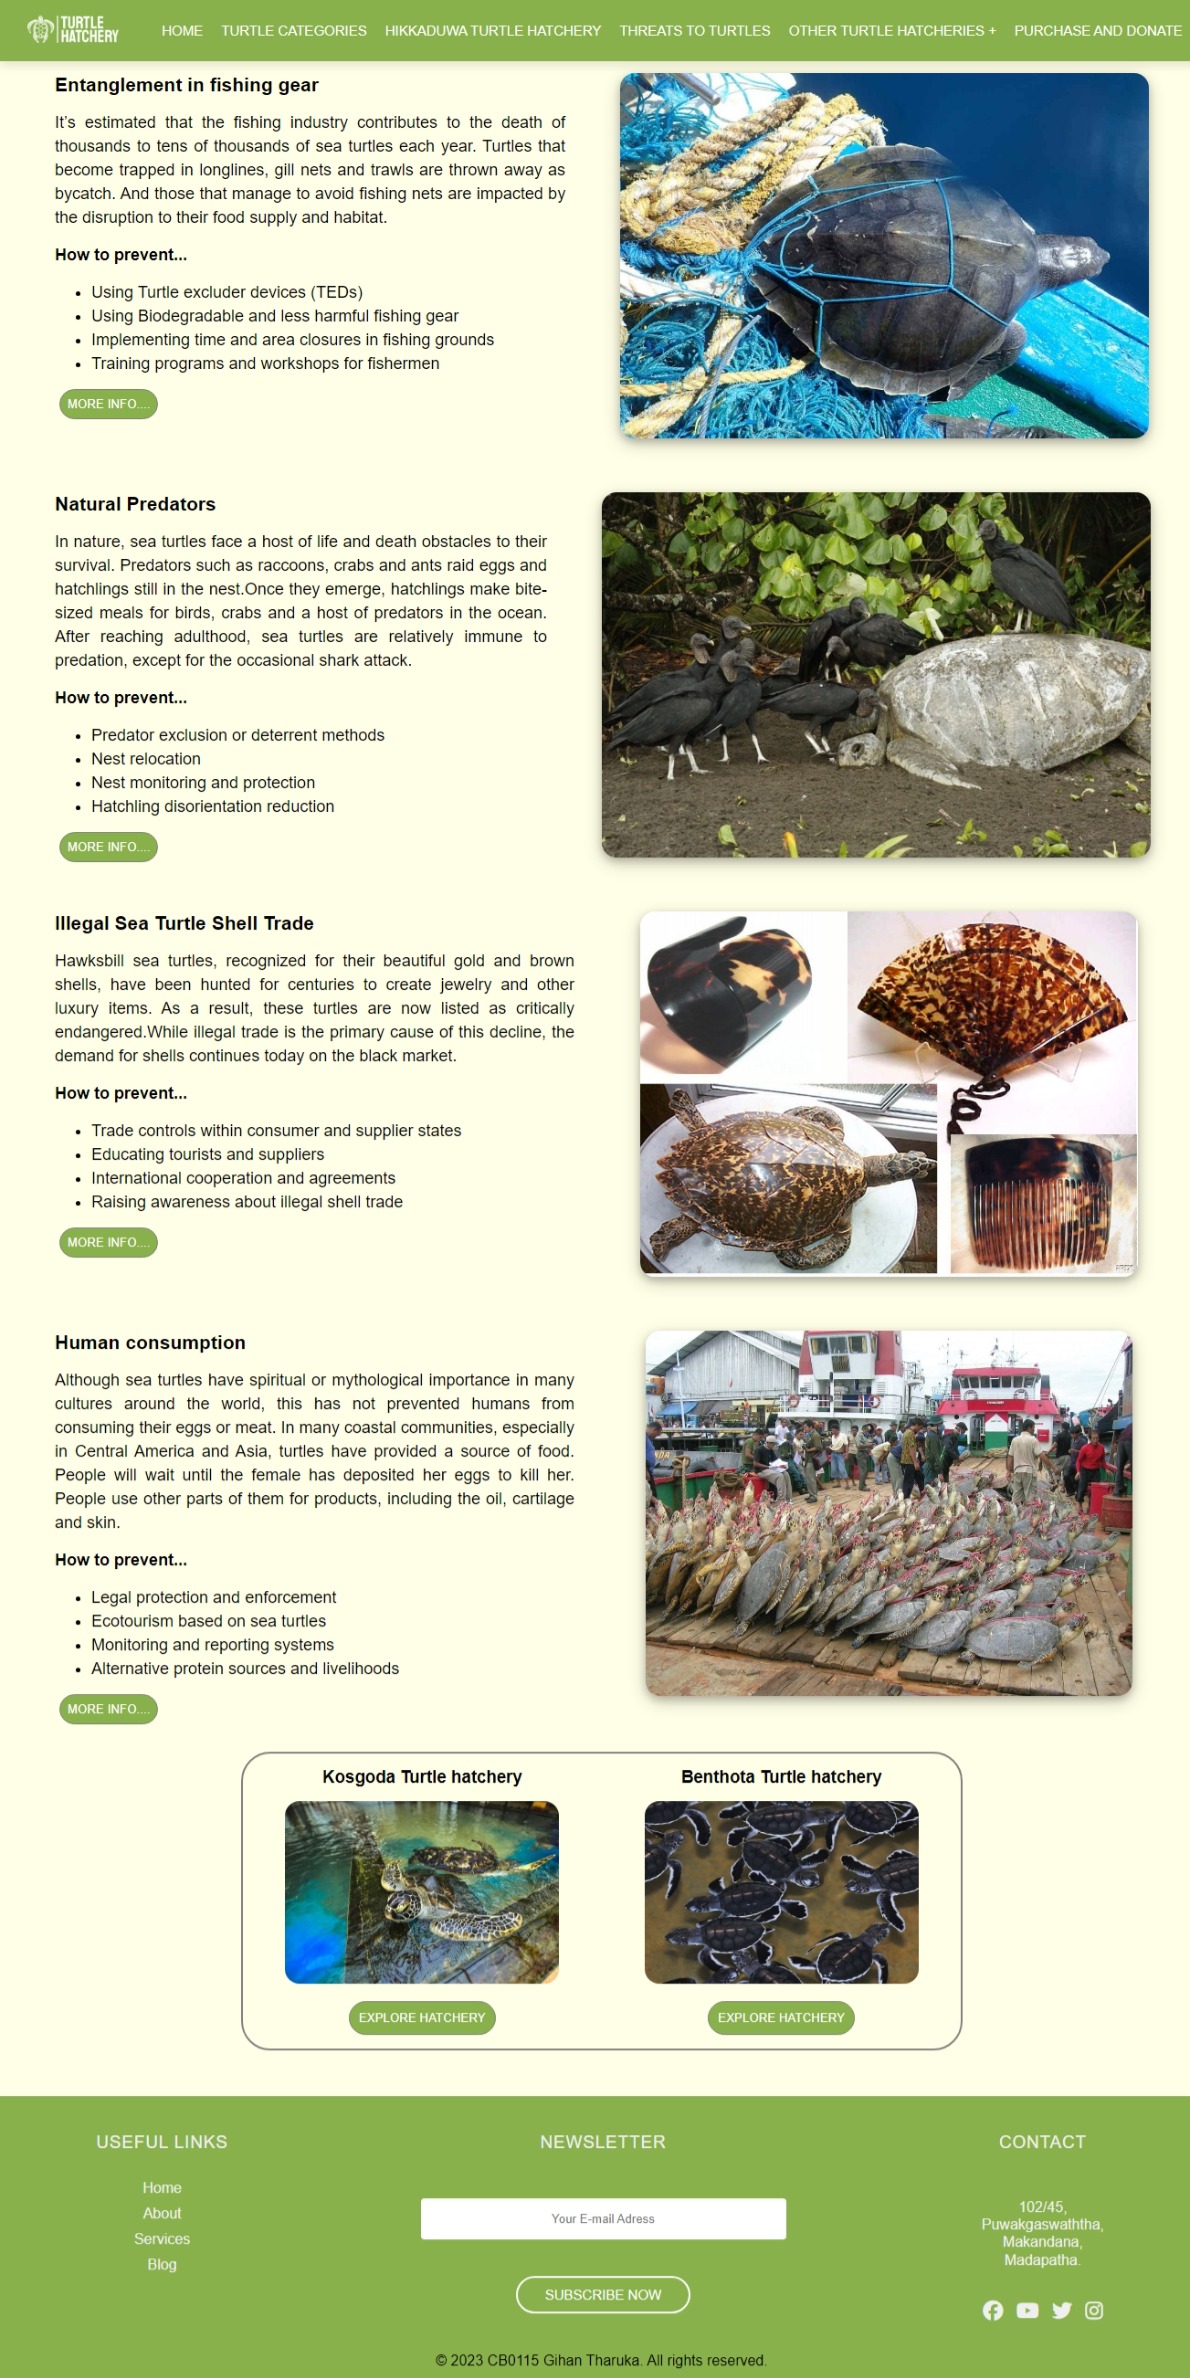 TURTLE
HATCHERY
HOME TURTLE CATEGORIES HIKKADUWA TURTLE HATCHERY THREATS TO TURTLES OTHER TURTLE HATCHERIES + PURCHASE AND DONATE
Entanglement in fishing gear
It's estimated that the fishing industry contributes to the death of
thousands to tens of thousands of sea turtles each year. Turtles that
become trapped in longlines, gill nets and trawls are thrown away as
bycatch. And those that manage to avoid fishing nets are impacted by
the disruption to their food supply and habitat.
How to prevent...
• Using Turtle excluder devices (TEDs)
• Using Biodegradable and less harmful fishing gear
• Implementing time and area closures in fishing grounds
• Training programs and workshops for fishermen
MORE INFO....
Natural Predators
In nature, sea turtles face a host of life and death obstacles to their
survival. Predators such as raccoons, crabs and ants raid eggs and
hatchlings still in the nest.Once they emerge, hatchlings make bite-
sized meals for birds, crabs and a host of predators in the ocean.
After reaching adulthood, sea turtles are relatively immune to
predation, except for the occasional shark attack.
How to prevent...
• Predator exclusion or deterrent methods
• Nest relocation
• Nest monitoring and protection
• Hatchling disorientation reduction
MORE INFO....
Illegal Sea Turtle Shell Trade
Hawksbill sea turtles, recognized for their beautiful gold and brown
shells, have been hunted for centuries to create jewelry and other
luxury items. As a result, these turtles are now listed as critically
endangered.While illegal trade is the primary cause of this decline, the
demand for shells continues today on the black market.
How to prevent...
• Trade controls within consumer and supplier states
• Educating tourists and suppliers
• International cooperation and agreements
• Raising awareness about illegal shell trade
MORE INFO....
Human consumption
Although sea turtles have spiritual or mythological importance in many
cultures around the world, this has not prevented humans from
consuming their eggs or meat. In many coastal communities, especially
in Central America and Asia, turtles have provided a source of food.
People will wait until the female has deposited her eggs to kill her.
People use other parts of them for products, including the oil, cartilage
and skin.
How to prevent...
• Legal protection and enforcement
• Ecotourism based on sea turtles
• Monitoring and reporting systems
• Alternative protein sources and livelihoods
MORE INFO....
Kosgoda Turtle hatchery
EXPLORE HATCHERY
Benthota Turtle hatchery
EXPLORE HATCHERY
USEFUL LINKS
Home
About
Services
Blog
NEWSLETTER
Your E-mail Adress
SUBSCRIBE NOW
CONTACT
102/45,
Puwakgaswaththa,
Makandana,
Madapatha.
© 2023 CB0115 Gihan Tharuka. All rights reserved.